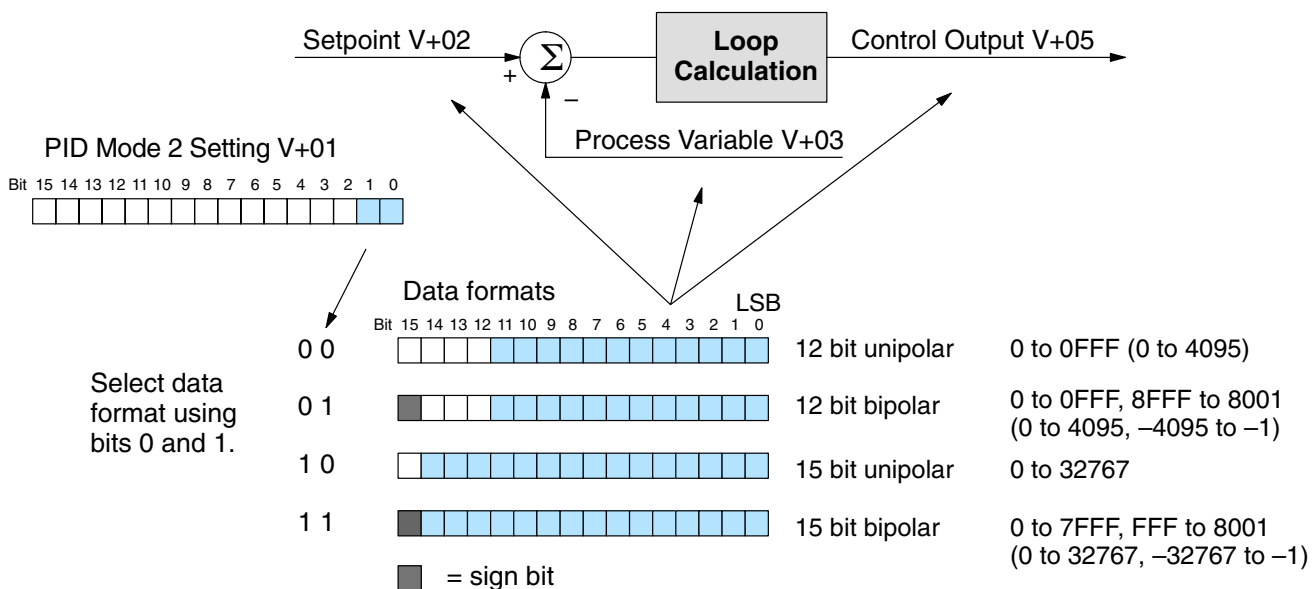 Setpoint V+02
Σ
+
–
Loop
Calculation
Control Output V+05
Process Variable V+03
PID Mode 2 Setting V+01
Bit 15 14 13 12 11 10 9 8 7 6 5 4 3 2 1 0
Data formats
LSB
Bit 15 14 13 12 11 10 9 8 7 6 5 4 3 2 1 0
Select data
format using
bits 0 and 1.
0 0
12 bit unipolar
0 to 0FFF (0 to 4095)
0 1
12 bit bipolar
0 to 0FFF, 8FFF to 8001
(0 to 4095, –4095 to –1)
1 0
15 bit unipolar
0 to 32767
1 1
15 bit bipolar
0 to 7FFF, FFF to 8001
(0 to 32767, –32767 to –1)
= sign bit